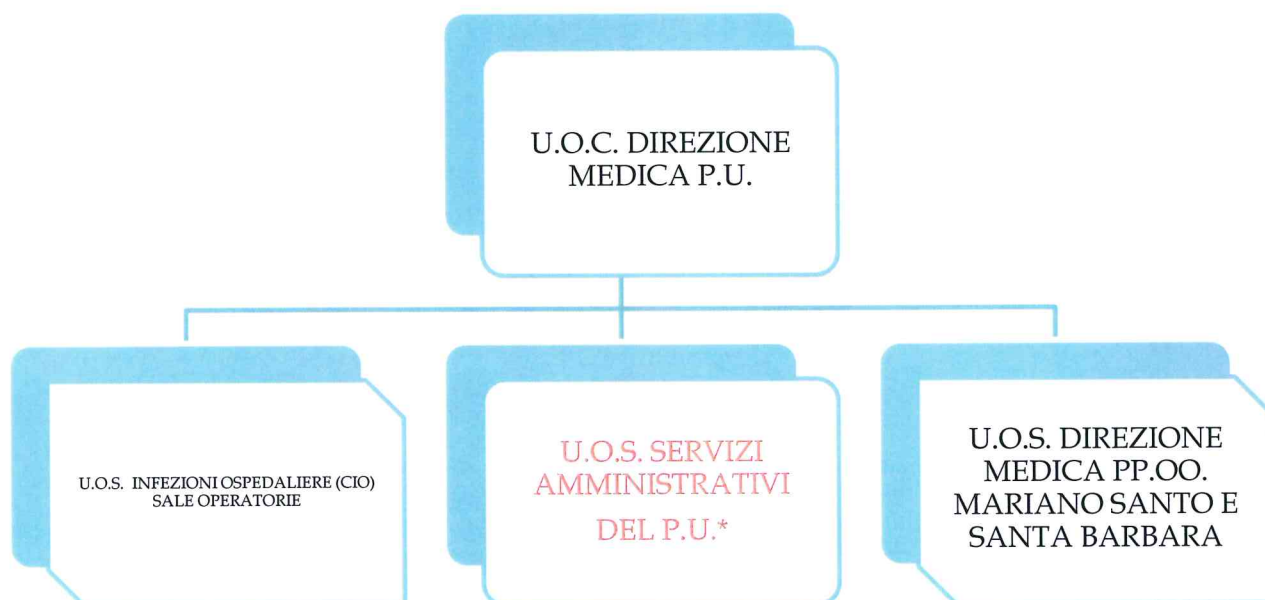 U.O.C. DIREZIONE
MEDICA P.U.
U.O.S. INFEZIONI OSPEDALIERE (CIO)
SALE OPERATORIE
U.O.S. SERVIZI
AMMINISTRATIVI
DEL P.U.*
U.O.S. DIREZIONE
MEDICA PP.OO.
MARIANO SANTO E
SANTA BARBARA